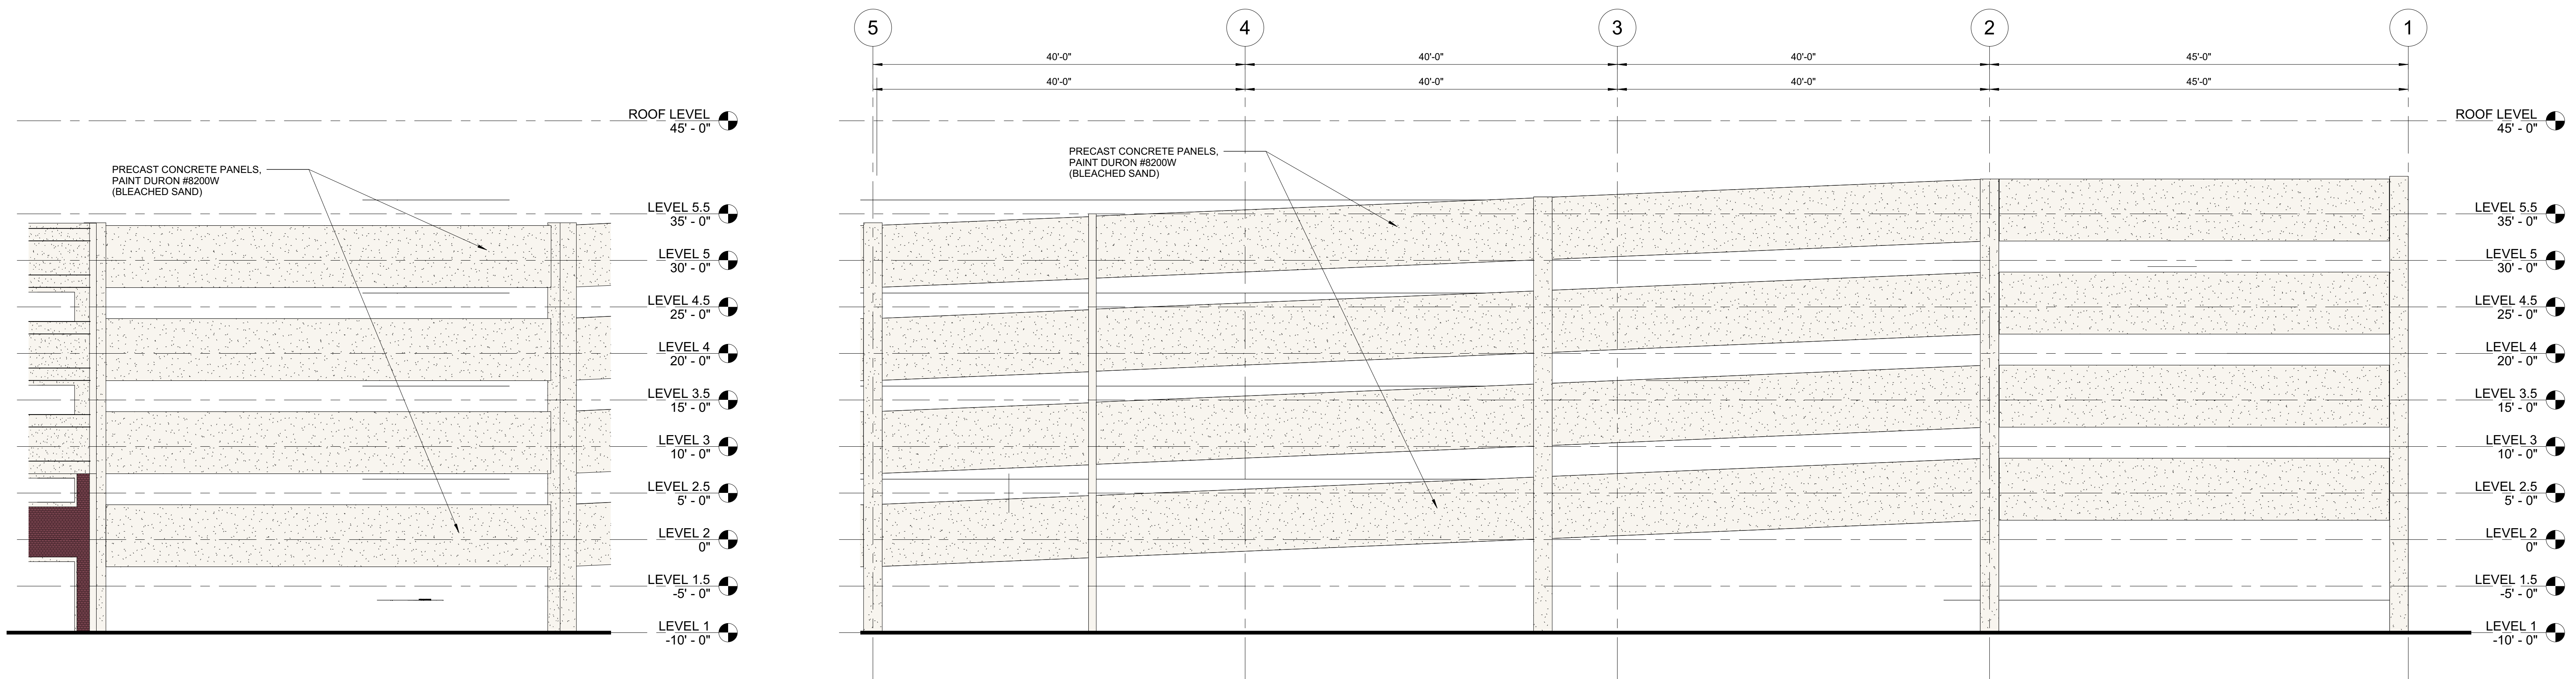 ROOF LEVEL
45' - 0"
PRECAST CONCRETE PANELS,
PAINT DURON #8200W
(BLEACHED SAND)
LEVEL 5.5
35' - 0"
LEVEL 5
30' - 0"
LEVEL 4.5
25' - 0"
LEVEL 4
20' - 0"
LEVEL 3.5
15' - 0"
LEVEL 3
10' - 0"
LEVEL 2.5
5' - 0"
LEVEL 2
0"
LEVEL 1.5
-5' - 0"
LEVEL 1
-10' - 0"
5
4
3
2
1
40'-0"
40'-0"
40'-0"
45'-0"
40'-0"
40'-0"
40'-0"
45'-0"
PRECAST CONCRETE PANELS,
PAINT DURON #8200W
(BLEACHED SAND)
ROOF LEVEL
45' - 0"
LEVEL 5.5
35' - 0"
LEVEL 5
30' - 0"
LEVEL 4.5
25' - 0"
LEVEL 4
20' - 0"
LEVEL 3.5
15' - 0"
LEVEL 3
10' - 0"
LEVEL 2.5
5' - 0"
LEVEL 2
0"
LEVEL 1.5
-5' - 0"
LEVEL 1
-10' - 0"